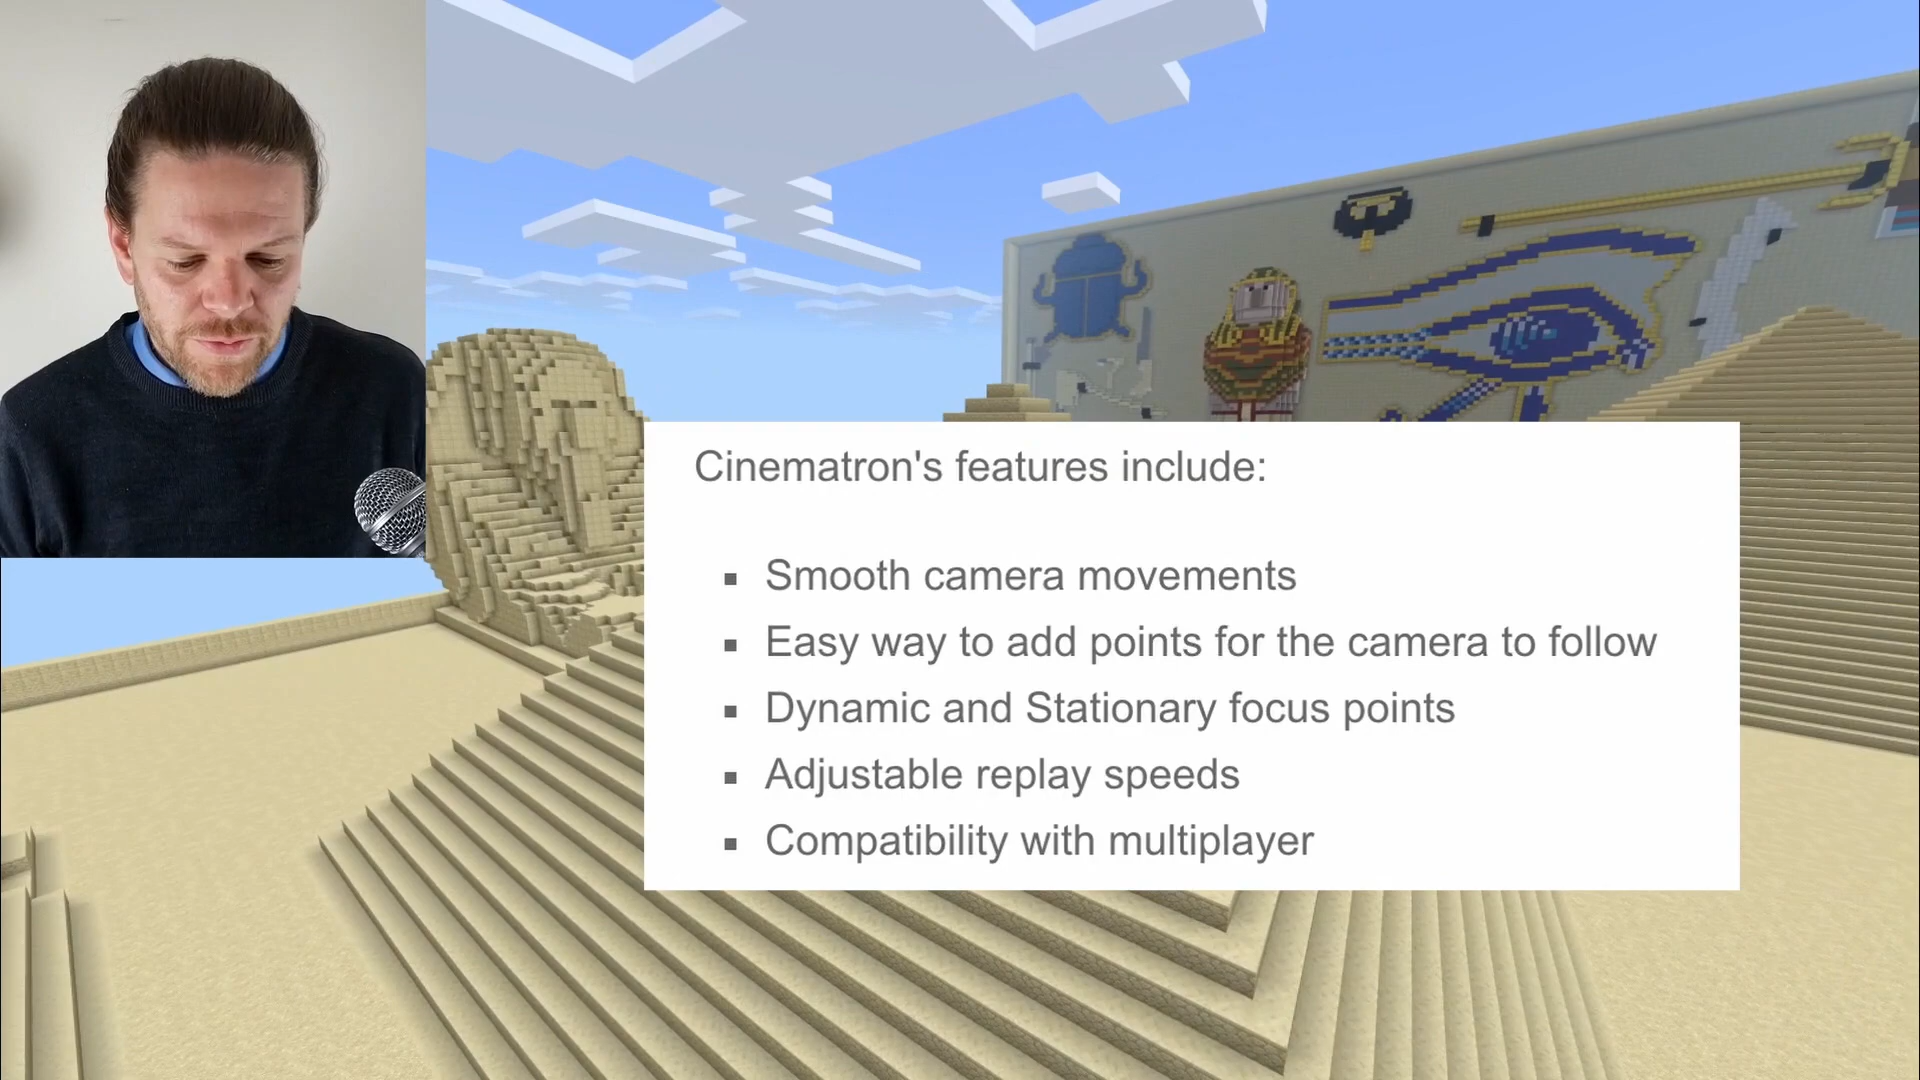 Cinematron's features include:
▪ Smooth camera movements
▪ Easy way to add points for the camera to follow
▪ Dynamic and Stationary focus points
▪ Adjustable replay speeds
▪ Compatibility with multiplayer